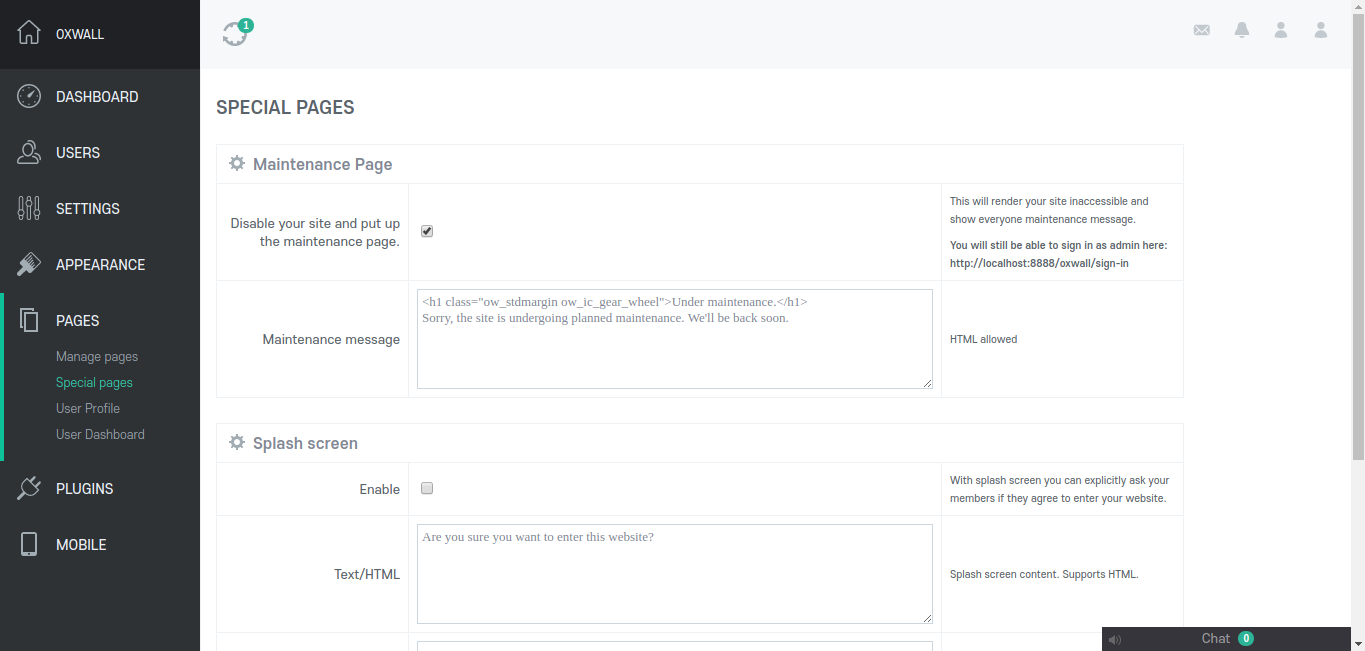 OXWALL
1
DASHBOARD
USERS
SETTINGS
APPEARANCE
PAGES
Manage pages
Special pages
User Profile
User Dashboard
PLUGINS
MOBILE
SPECIAL PAGES
Maintenance Page
Disable your site and put up
the maintenance page.
This will render your site inaccessible and
show everyone maintenance message.
You will still be able to sign in as admin here:
http://localhost:8888/oxwall/sign-in
Maintenance message
<h1 class="ow_stdmargin ow_ic_gear_wheel">Under maintenance.</h1>
Sorry, the site is undergoing planned maintenance. We'll be back soon.
HTML allowed
Splash screen
Enable
With splash screen you can explicitly ask your
members if they agree to enter your website.
Text/HTML
Are you sure you want to enter this website?
Splash screen content. Supports HTML.
Chat 0